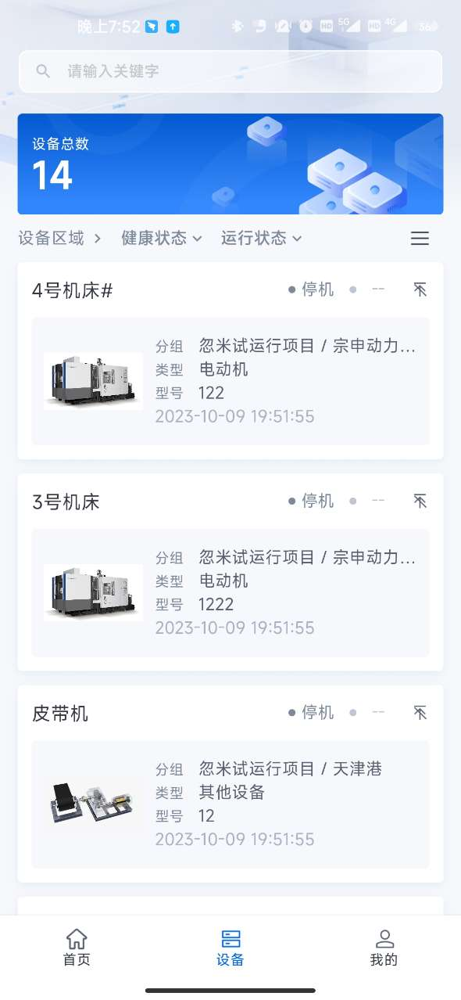 晚上7:52 HD 5G HD 4G 36
请输入关键字
设备总数
14
设备区域 健康状态 运行状态
4号机床# 停机 --
分组 忽米试运行项目 / 宗申动力...
类型 电动机
型号 122
2023-10-09 19:51:55
3号机床 停机 --
分组 忽米试运行项目 / 宗申动力...
类型 电动机
型号 1222
2023-10-09 19:51:55
皮带机 停机 --
分组 忽米试运行项目 / 天津港
类型 其他设备
型号 12
2023-10-09 19:51:55
首页 设备 我的